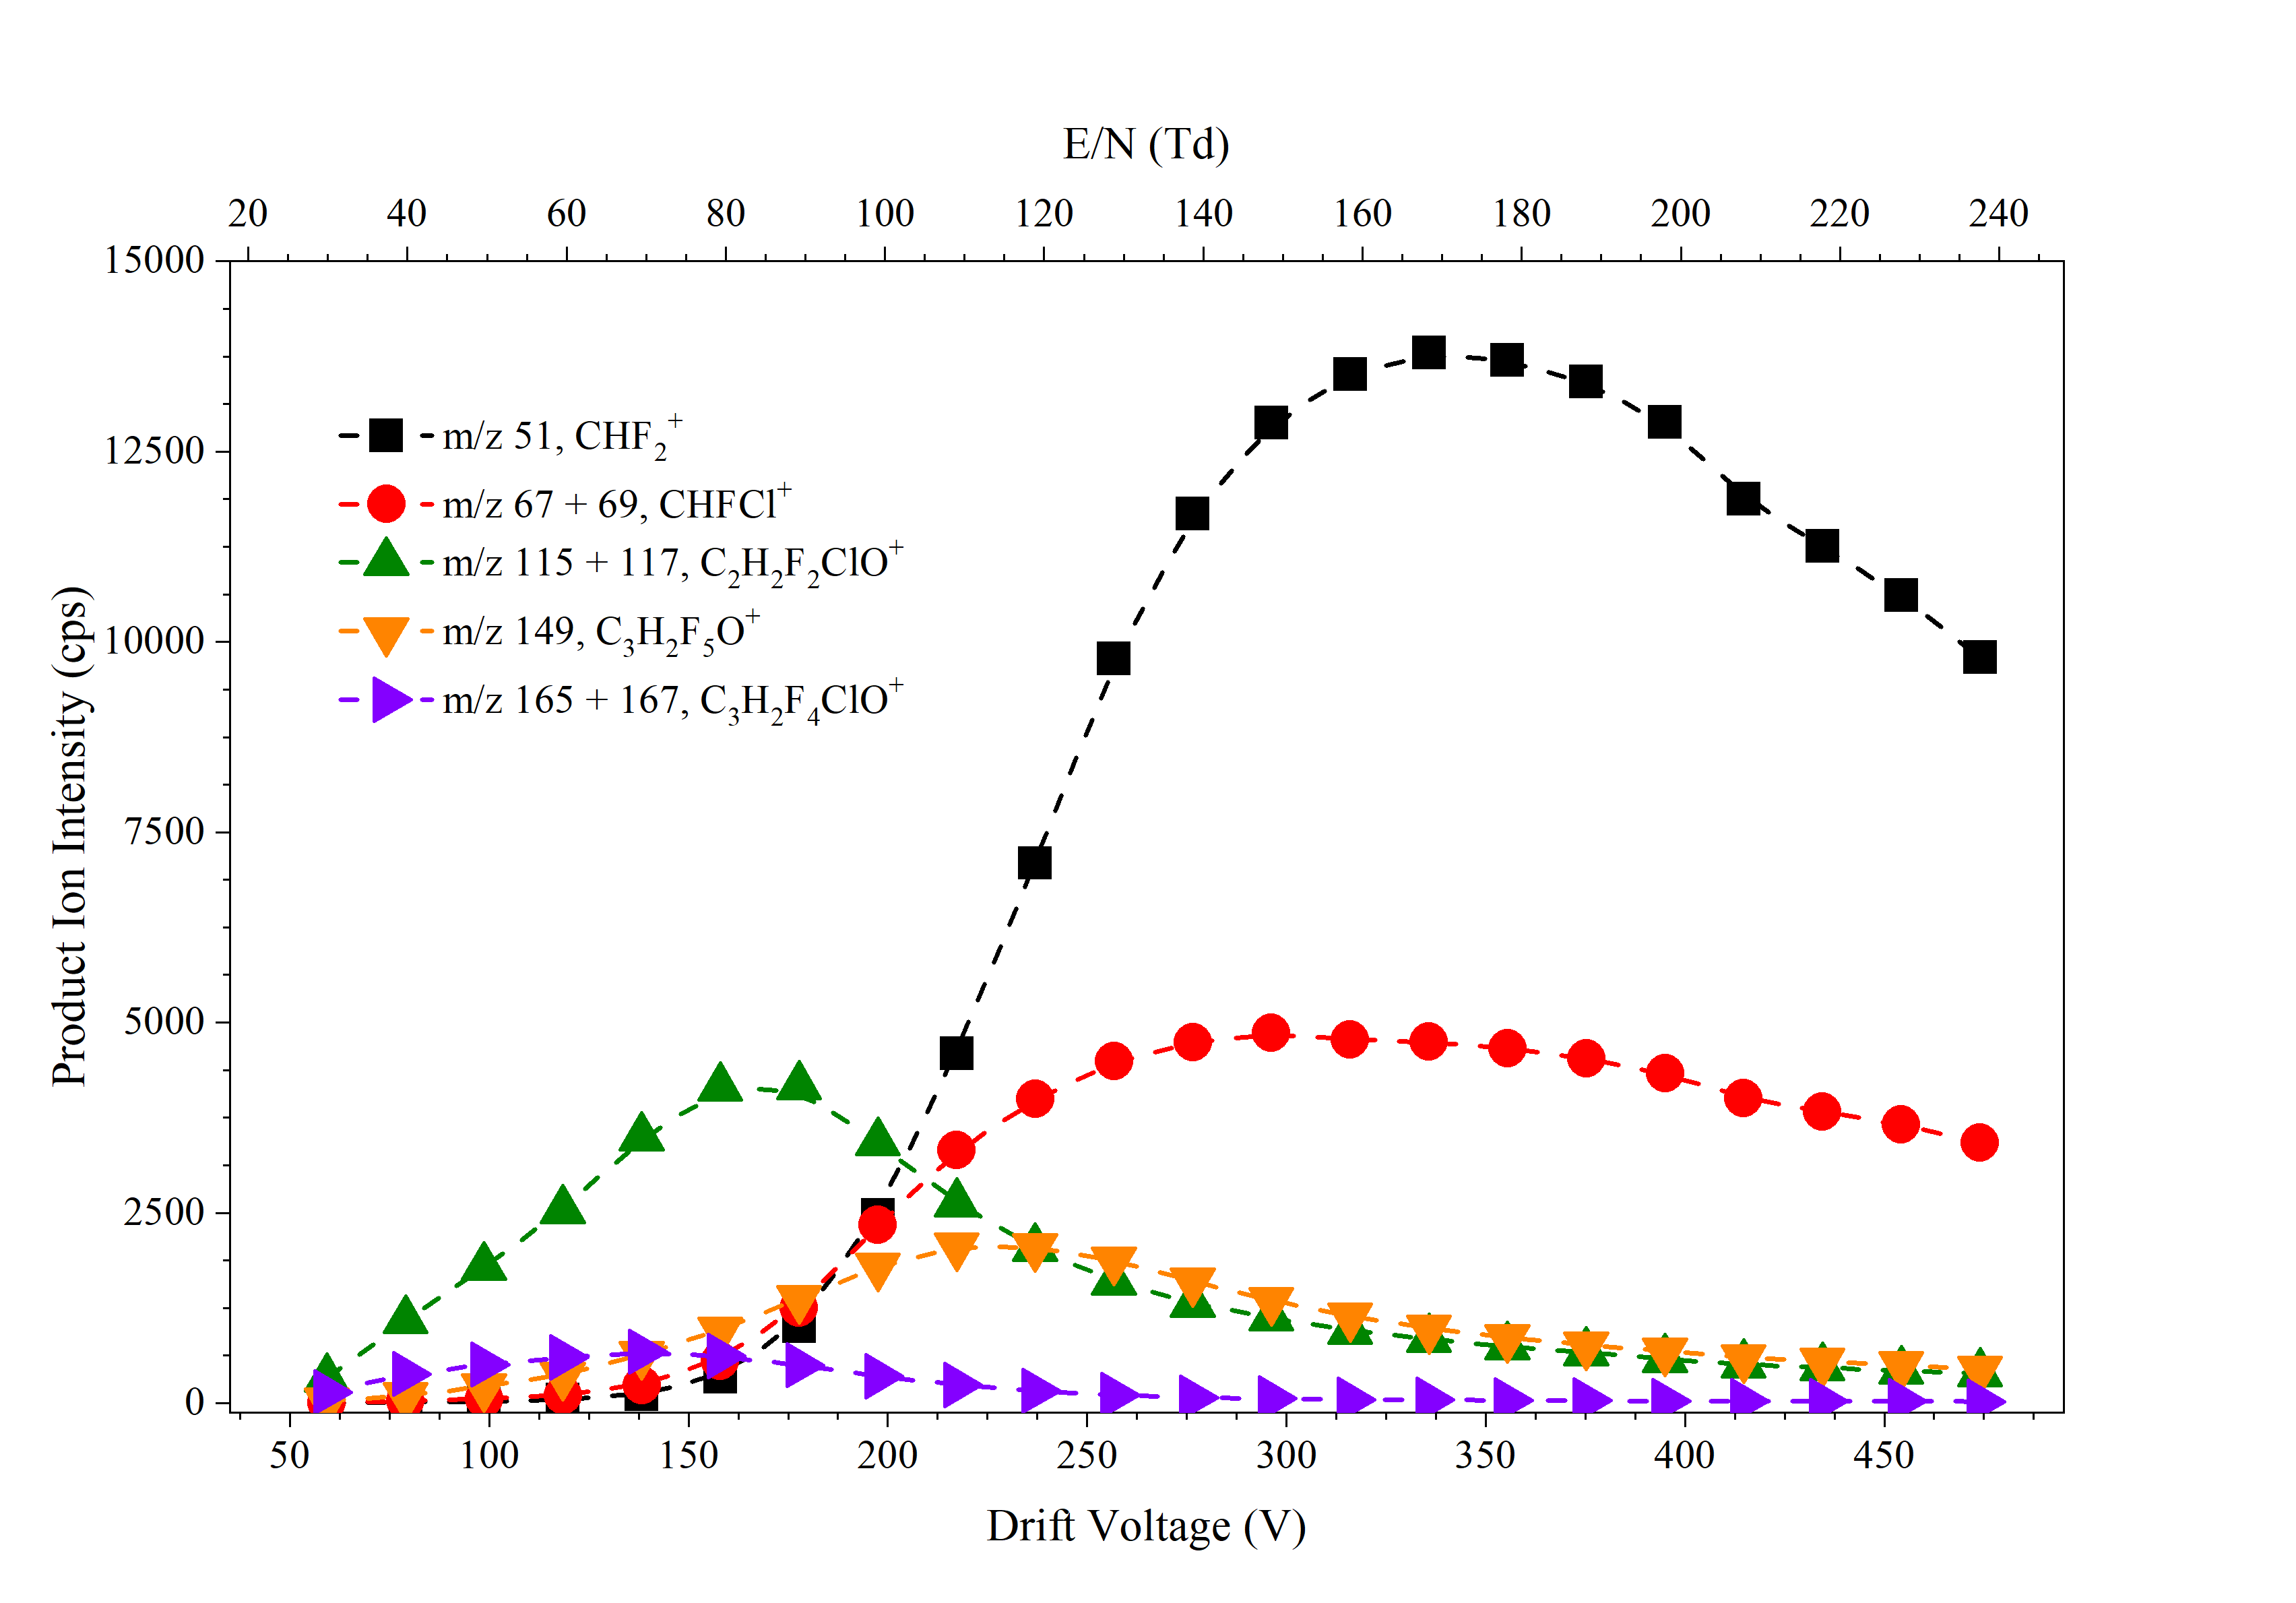 E/N (Td)
20 40 60 80 100 120 140 160 180 200 220 240
15000
12500
10000
7500
5000
2500
0
Product Ion Intensity (cps)
m/z 51, CHF₂⁺
m/z 67 + 69, CHFCl⁺
m/z 115 + 117, C₂H₂F₂ClO⁺
m/z 149, C₃H₂F₅O⁺
m/z 165 + 167, C₃H₂F₄ClO⁺
50 100 150 200 250 300 350 400 450
Drift Voltage (V)